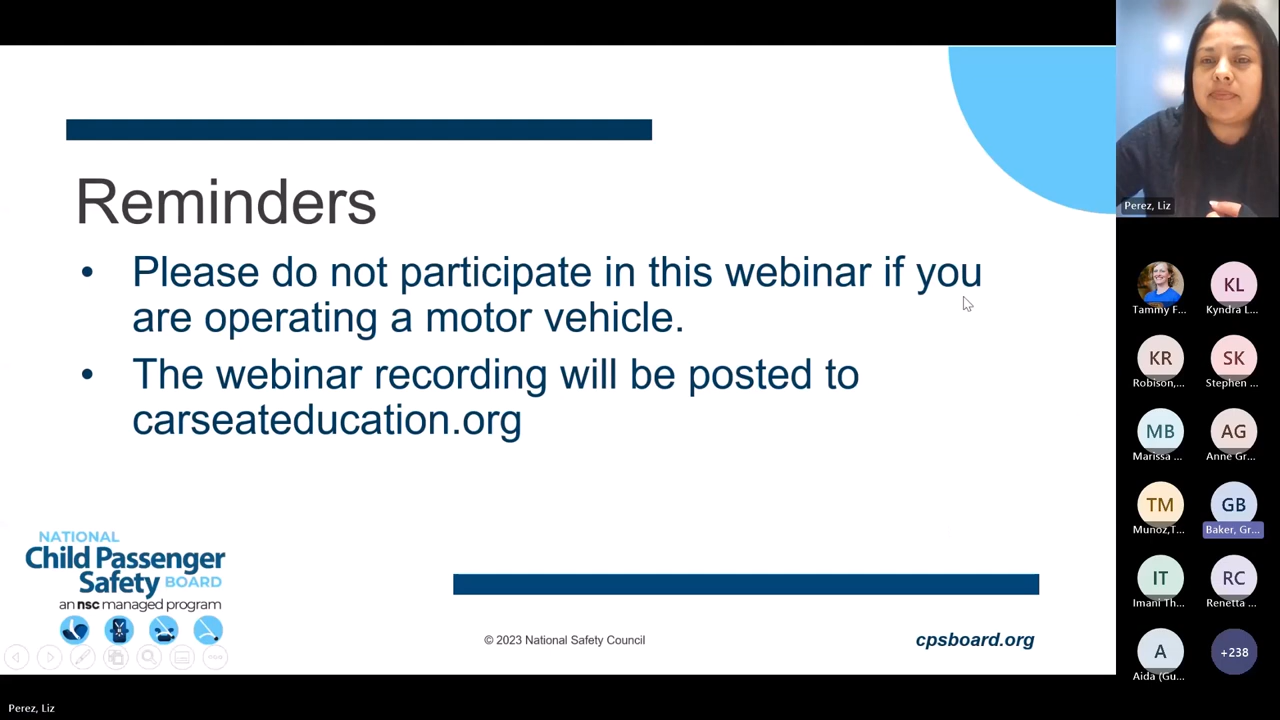 Reminders
• Please do not participate in this webinar if you
are operating a motor vehicle.
• The webinar recording will be posted to
carseateducation.org
NATIONAL
Child Passenger
Safety BOARD
an nsc managed program
© 2023 National Safety Council
cpsboard.org
Perez, Liz
Tammy F...
KL
Kyndra L...
KR
Robison,...
SK
Stephen ...
MB
Marissa ...
AG
Anne Gr...
TM
Munoz,T...
GB
Baker, Gr...
IT
Imani Th...
RC
Renetta ...
A
Aida (Gu...
+238
Perez, Liz